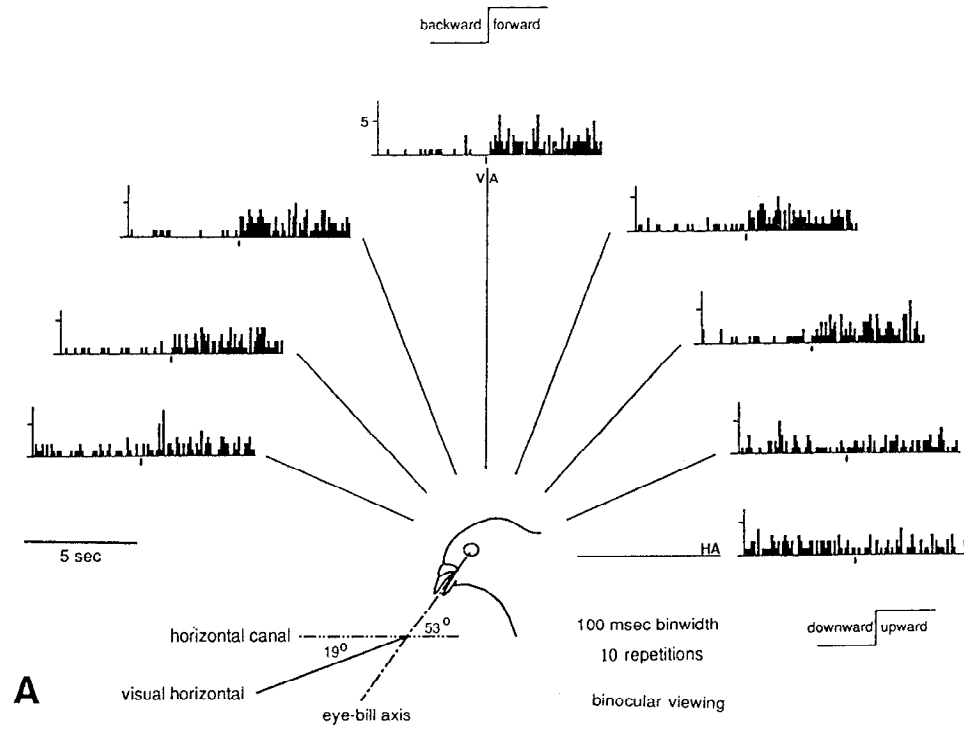 backward forward
5
VA
5 sec
HA
horizontal canal
53°
19°
100 msec binwidth
downward upward
10 repetitions
A
visual horizontal
binocular viewing
eye-bill axis